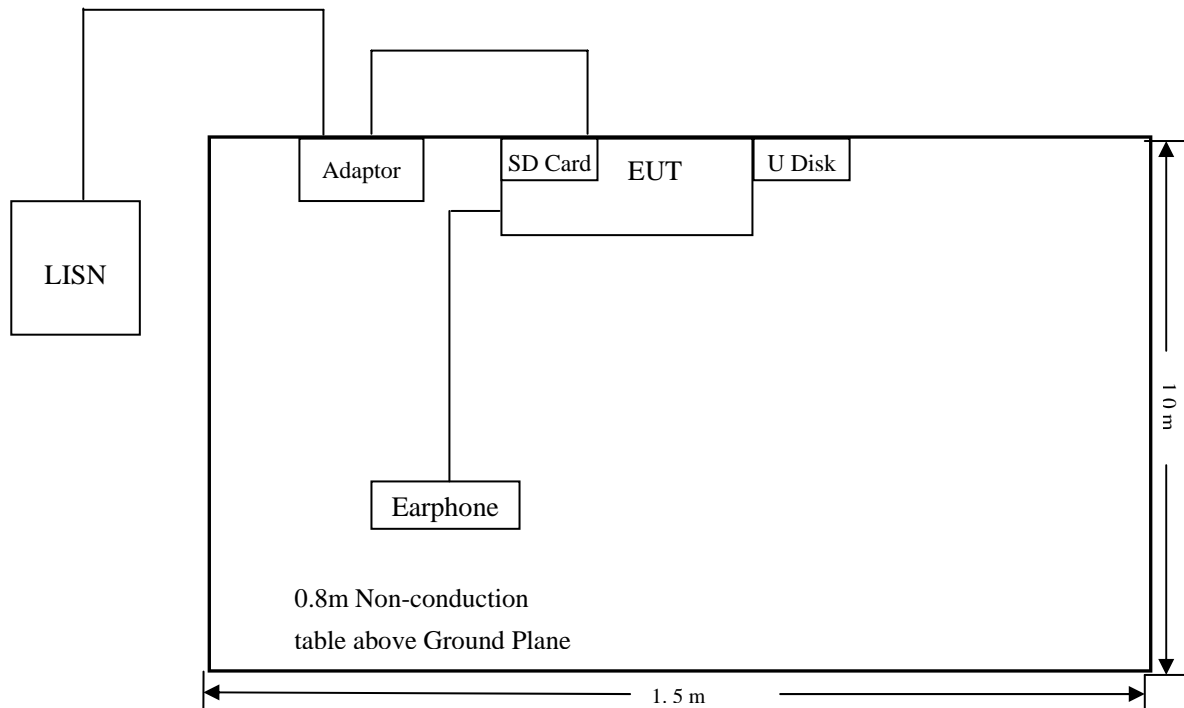 Adaptor
SD Card
EUT
U Disk
LISN
Earphone
0.8m Non-conduction
table above Ground Plane
1 0 m
1. 5 m